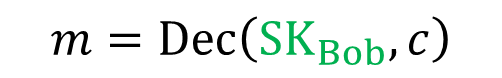 m = Dec(SK_Bob, c)